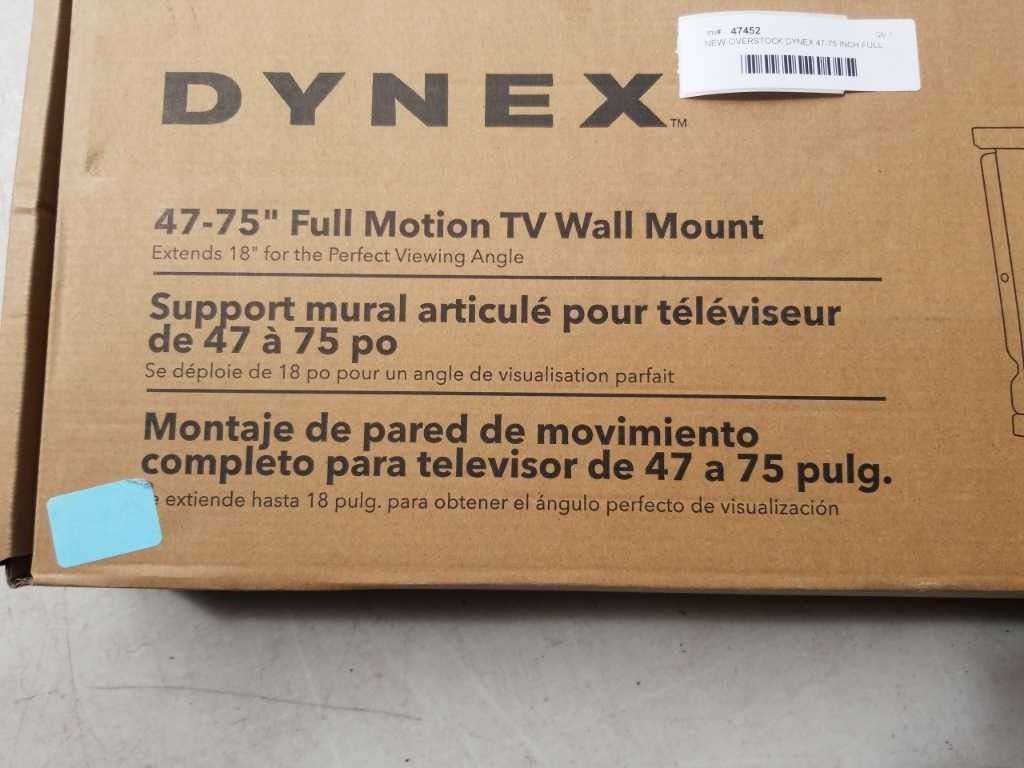 47452
NEW OVERSTOCK DYNEX 47-75 INCH FULL
DYNEX™
47-75" Full Motion TV Wall Mount
Extends 18" for the Perfect Viewing Angle
Support mural articulé pour téléviseur
de 47 à 75 po
Se déploie de 18 po pour un angle de visualisation parfait
Montaje de pared de movimiento
completo para televisor de 47 a 75 pulg.
extiende hasta 18 pulg. para obtener el ángulo perfecto de visualización